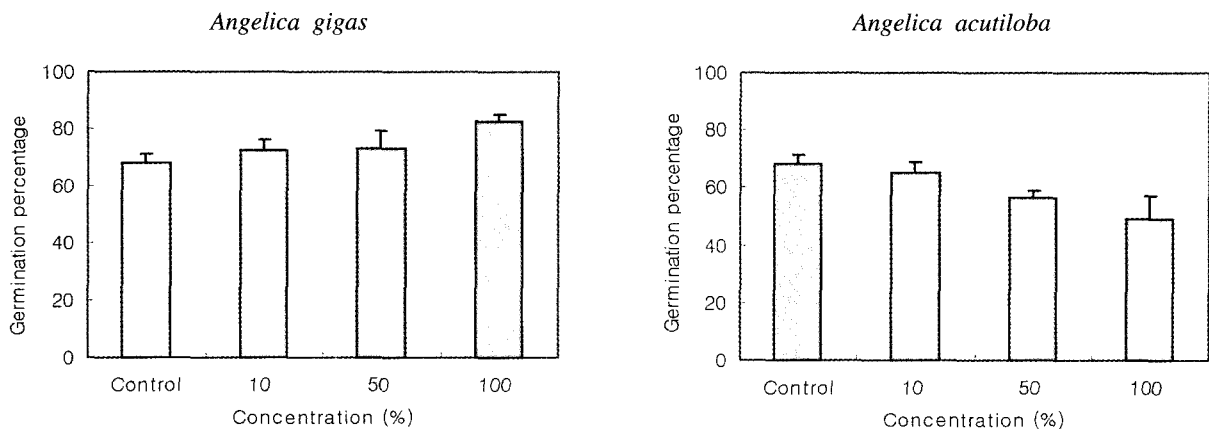 Angelica gigas
Germination percentage
100
80
60
40
20
0
Control 10 50 100
Concentration (%)
Angelica acutiloba
Germination percentage
100
80
60
40
20
0
Control 10 50 100
Concentration (%)